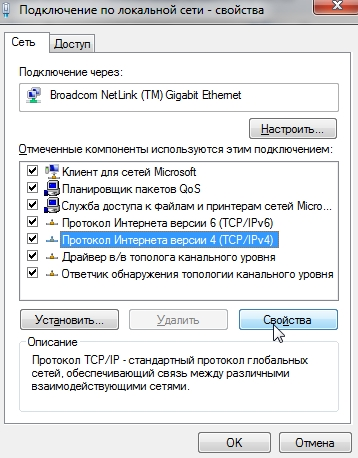 Подключение по локальной сети - свойства
Сеть
Доступ
Подключение через:
Broadcom NetLink (TM) Gigabit Ethernet
Настроить...
Отмеченные компоненты используются этим подключением:
Клиент для сетей Microsoft
Планировщик пакетов QoS
Служба доступа к файлам и принтерам сетей Micro...
Протокол Интернета версии 6 (TCP/IPv6)
Протокол Интернета версии 4 (TCP/IPv4)
Драйвер в/в тополога канального уровня
Ответчик обнаружения топологии канального уровня
Установить...
Удалить
Свойства
Описание
Протокол TCP/IP - стандартный протокол глобальных
сетей, обеспечивающий связь между различными
взаимодействующими сетями.
OK
Отмена